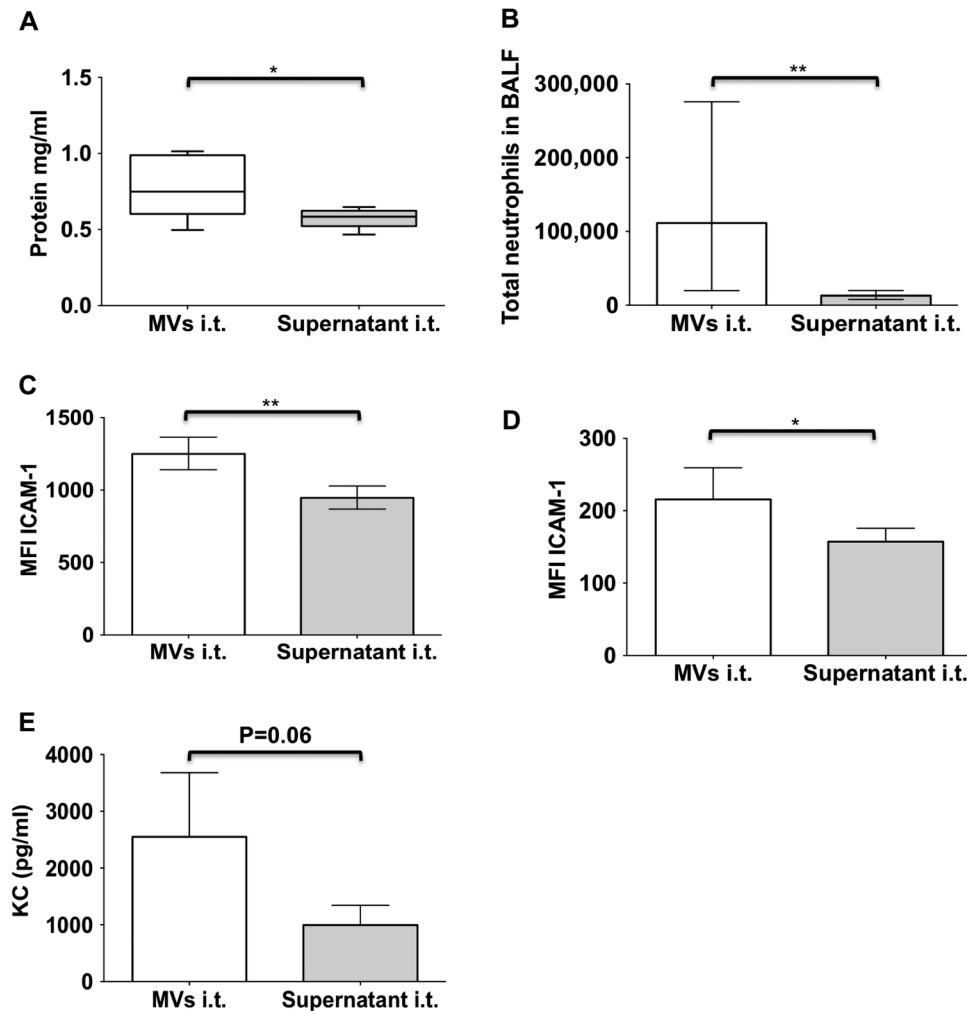 A
Protein mg/ml
1.5
1.0
0.5
0.0
*
MVs i.t.
Supernatant i.t.
B
Total neutrophils in BALF
300,000
200,000
100,000
0
**
MVs i.t.
Supernatant i.t.
C
MFI ICAM-1
1500
1000
500
0
**
MVs i.t.
Supernatant i.t.
D
MFI ICAM-1
300
200
100
0
*
MVs i.t.
Supernatant i.t.
E
KC (pg/ml)
4000
3000
2000
1000
0
P=0.06
MVs i.t.
Supernatant i.t.